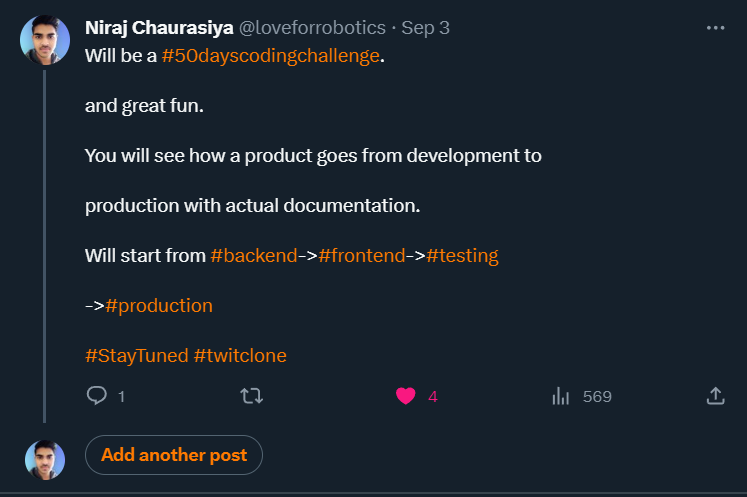 Niraj Chaurasiya @loveforrobotics · Sep 3
Will be a #50dayscodingchallenge.
and great fun.
You will see how a product goes from development to
production with actual documentation.
Will start from #backend->#frontend->#testing
->#production
#StayTuned #twitclone
1 4 569
Add another post